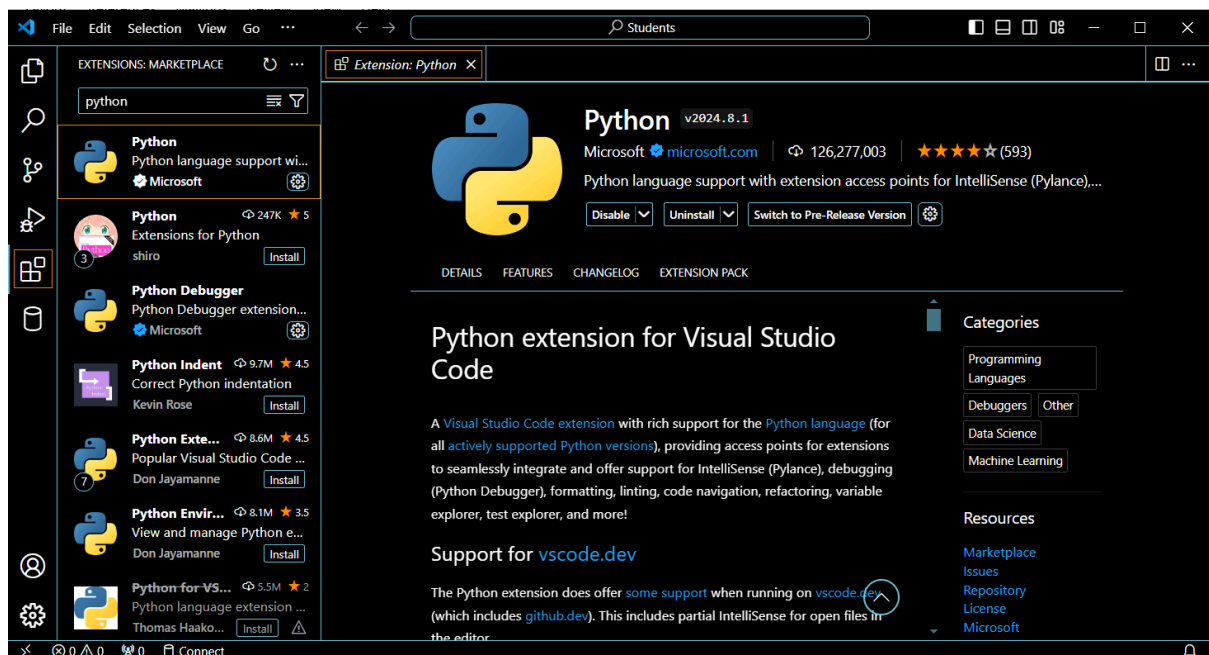 File Edit Selection View Go ···
Students
EXTENSIONS: MARKETPLACE
python
Python
Python language support wi...
Microsoft
Python 247K ★ 5
Extensions for Python
shiro Install
3
Python Debugger
Python Debugger extension...
Microsoft
Python Indent 9.7M ★ 4.5
Correct Python indentation
Kevin Rose Install
Python Exte... 8.6M ★ 4.5
Popular Visual Studio Code ...
Don Jayamanne Install
7
Python Envir... 8.1M ★ 3.5
View and manage Python e...
Don Jayamanne Install
Python for VS... 5.5M ★ 2
Python language extension ...
Thomas Haako... Install
Extension: Python
Python v2024.8.1
Microsoft microsoft.com 126,277,003 (593)
Python language support with extension access points for IntelliSense (Pylance),...
Disable Uninstall Switch to Pre-Release Version
DETAILS FEATURES CHANGELOG EXTENSION PACK
Python extension for Visual Studio
Code
A Visual Studio Code extension with rich support for the Python language (for
all actively supported Python versions), providing access points for extensions
to seamlessly integrate and offer support for IntelliSense (Pylance), debugging
(Python Debugger), formatting, linting, code navigation, refactoring, variable
explorer, test explorer, and more!
Support for vscode.dev
The Python extension does offer some support when running on vscode.dev
(which includes github.dev). This includes partial IntelliSense for open files in
the editor
Categories
Programming
Languages
Debuggers Other
Data Science
Machine Learning
Resources
Marketplace
Issues
Repository
License
Microsoft
0 0 0 Connect